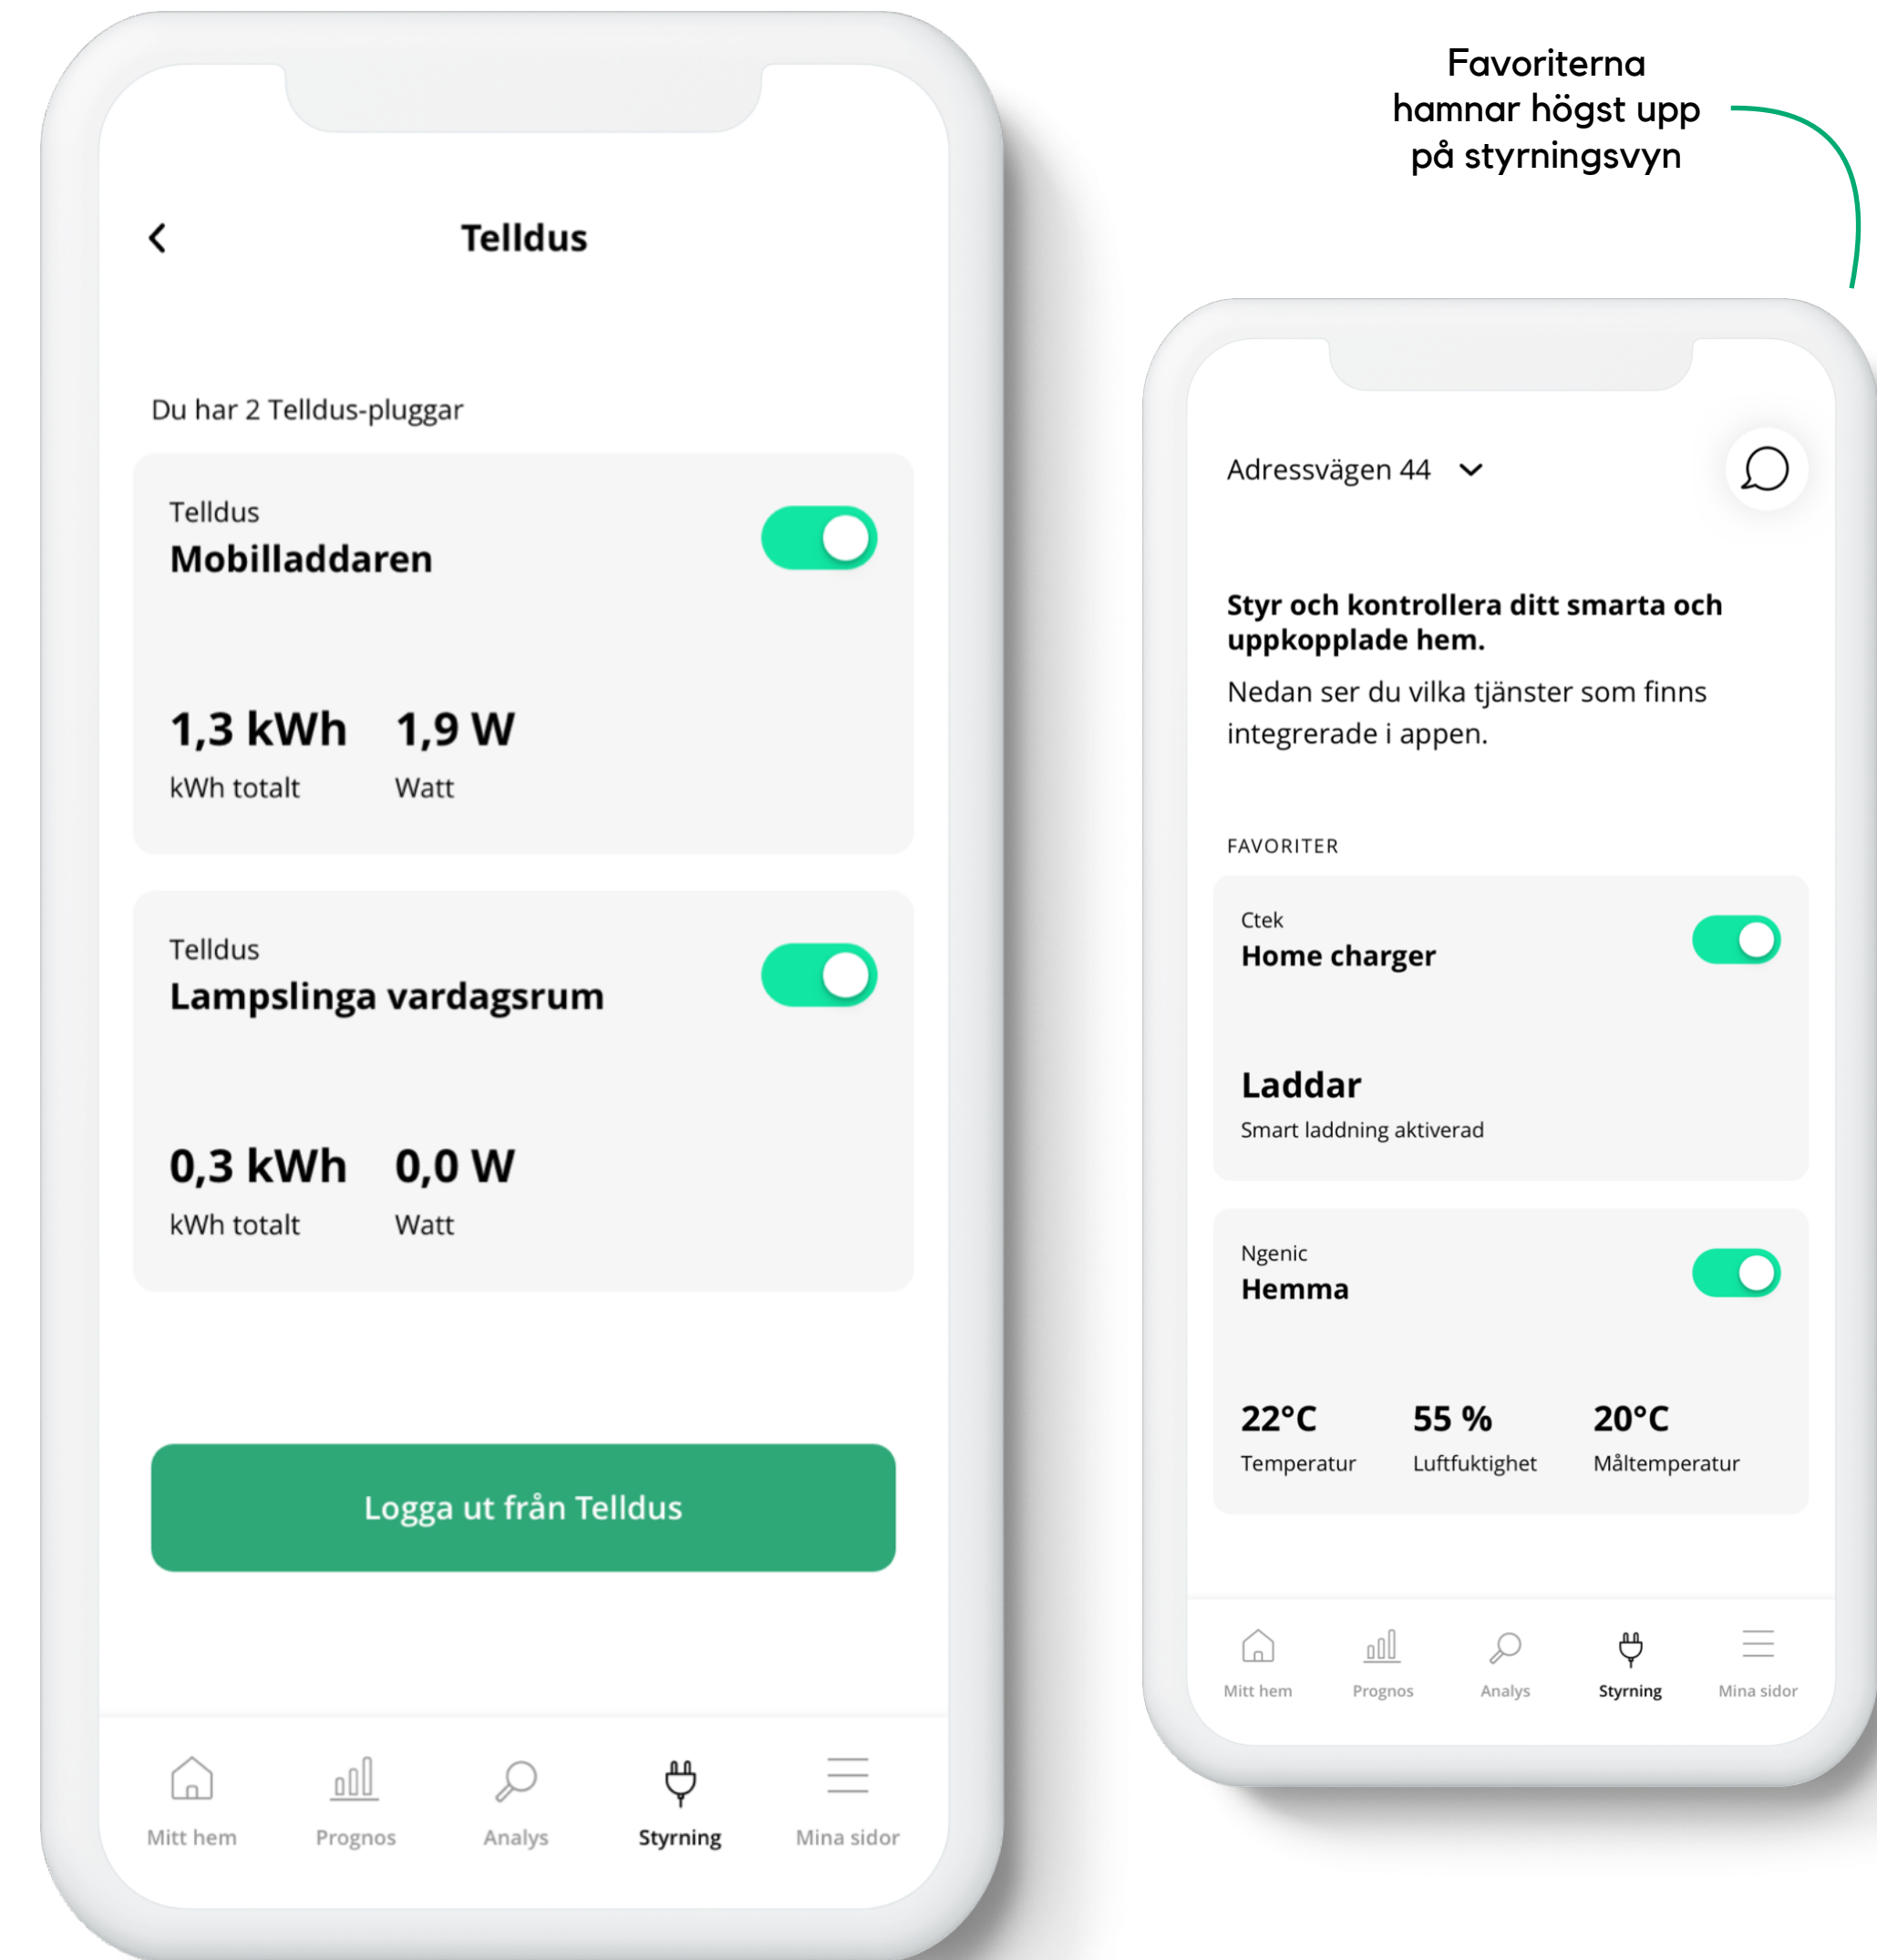 Telldus
Du har 2 Telldus-pluggar
Telldus
Mobilladdaren
1,3 kWh 1,9 W
kWh totalt Watt
Telldus
Lampslinga vardagsrum
0,3 kWh 0,0 W
kWh totalt Watt
Logga ut från Telldus
Mitt hem Prognos Analys Styrning Mina sidor
Favoriterna
hamnar högst upp
på styrningsvyn
Adressvägen 44
Styr och kontrollera ditt smarta och
uppkopplade hem.
Nedan ser du vilka tjänster som finns
integrerade i appen.
FAVORITER
Ctek
Home charger
Laddar
Smart laddning aktiverad
Ngenic
Hemma
22°C 55 % 20°C
Temperatur Luftfuktighet Måltemperatur
Mitt hem Prognos Analys Styrning Mina sidor